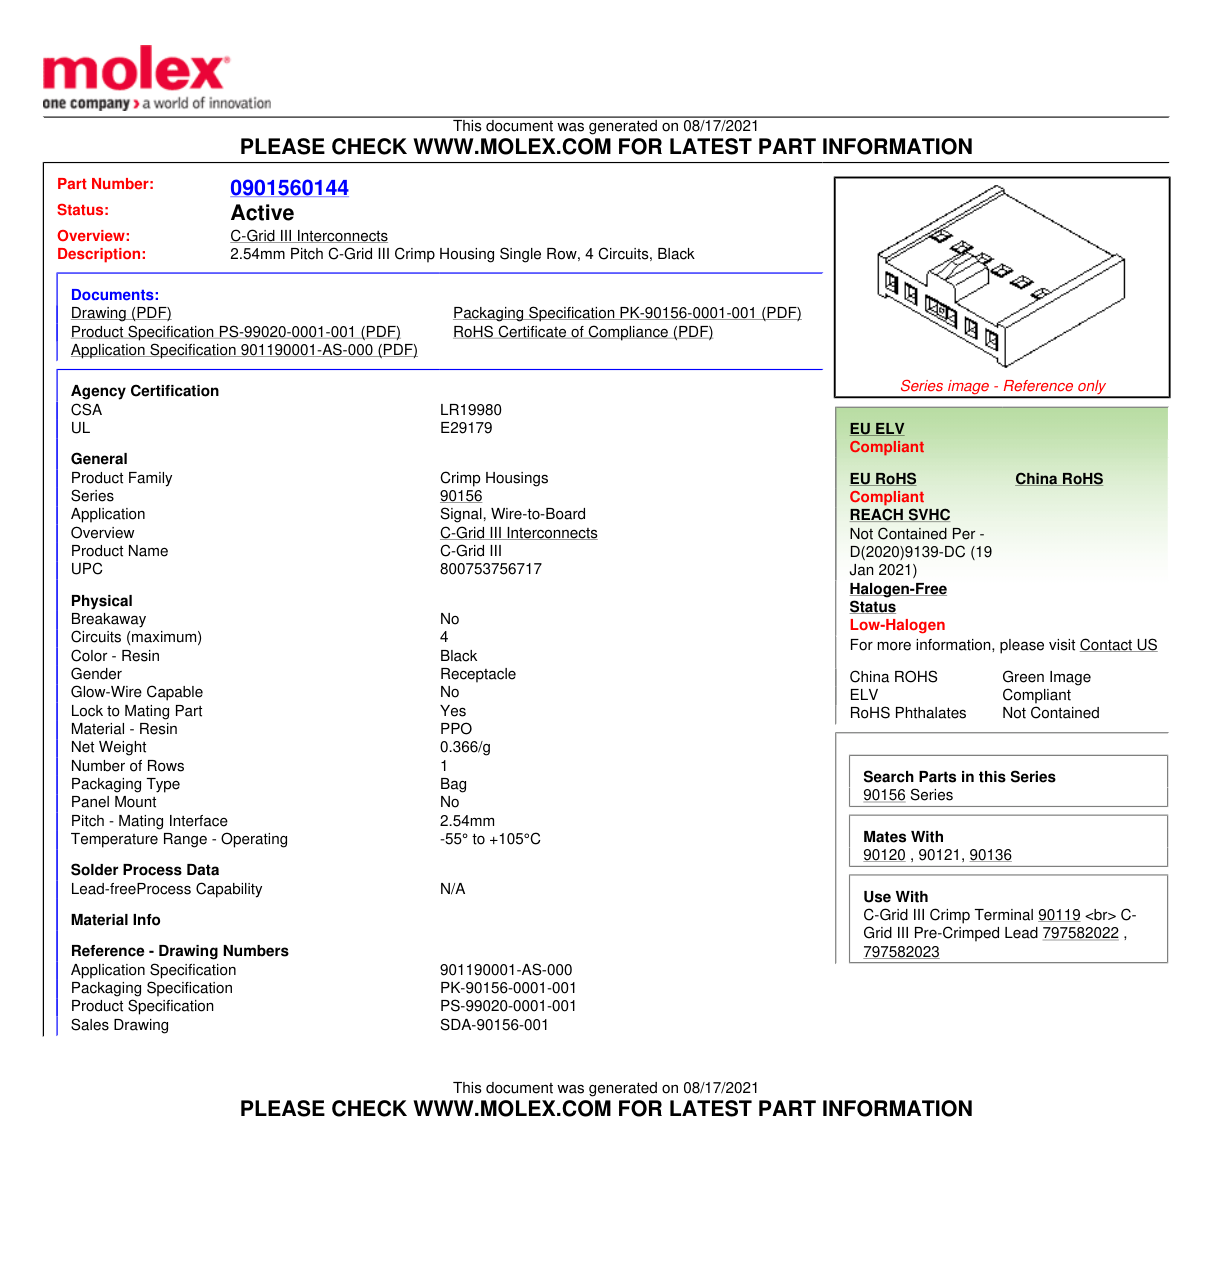 molex®
one company › a world of innovation
This document was generated on 08/17/2021
PLEASE CHECK WWW.MOLEX.COM FOR LATEST PART INFORMATION
Part Number: 0901560144
Status: Active
Overview: C-Grid III Interconnects
Description: 2.54mm Pitch C-Grid III Crimp Housing Single Row, 4 Circuits, Black
Documents:
Drawing (PDF) Packaging Specification PK-90156-0001-001 (PDF)
Product Specification PS-99020-0001-001 (PDF) RoHS Certificate of Compliance (PDF)
Application Specification 901190001-AS-000 (PDF)
Agency Certification
CSA LR19980
UL E29179
General
Product Family Crimp Housings
Series 90156
Application Signal, Wire-to-Board
Overview C-Grid III Interconnects
Product Name C-Grid III
UPC 800753756717
Physical
Breakaway No
Circuits (maximum) 4
Color - Resin Black
Gender Receptacle
Glow-Wire Capable No
Lock to Mating Part Yes
Material - Resin PPO
Net Weight 0.366/g
Number of Rows 1
Packaging Type Bag
Panel Mount No
Pitch - Mating Interface 2.54mm
Temperature Range - Operating -55° to +105°C
Solder Process Data
Lead-freeProcess Capability N/A
Material Info
Reference - Drawing Numbers
Application Specification 901190001-AS-000
Packaging Specification PK-90156-0001-001
Product Specification PS-99020-0001-001
Sales Drawing SDA-90156-001
Series image - Reference only
EU ELV
Compliant
EU RoHS China RoHS
Compliant
REACH SVHC
Not Contained Per -
D(2020)9139-DC (19
Jan 2021)
Halogen-Free
Status
Low-Halogen
For more information, please visit Contact US
China ROHS Green Image
ELV Compliant
RoHS Phthalates Not Contained
Search Parts in this Series
90156 Series
Mates With
90120 , 90121, 90136
Use With
C-Grid III Crimp Terminal 90119 <br> C-
Grid III Pre-Crimped Lead 797582022 ,
797582023
This document was generated on 08/17/2021
PLEASE CHECK WWW.MOLEX.COM FOR LATEST PART INFORMATION